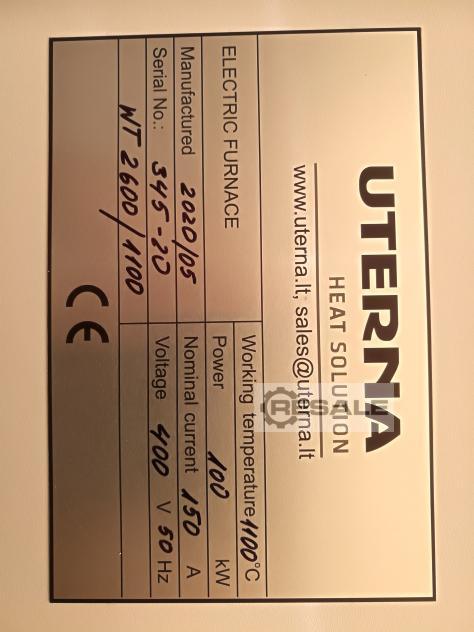 UTERNA
HEAT SOLUTION
www.uterna.lt, sales@uterna.lt
ELECTRIC FURNACE
Working temperature 1100°C
Power 100 kW
Manufactured 2020/05
Nominal current 150 A
Serial No.: 345-20
Voltage 400 V 50 Hz
WT 2600/1100
CE
RESALE